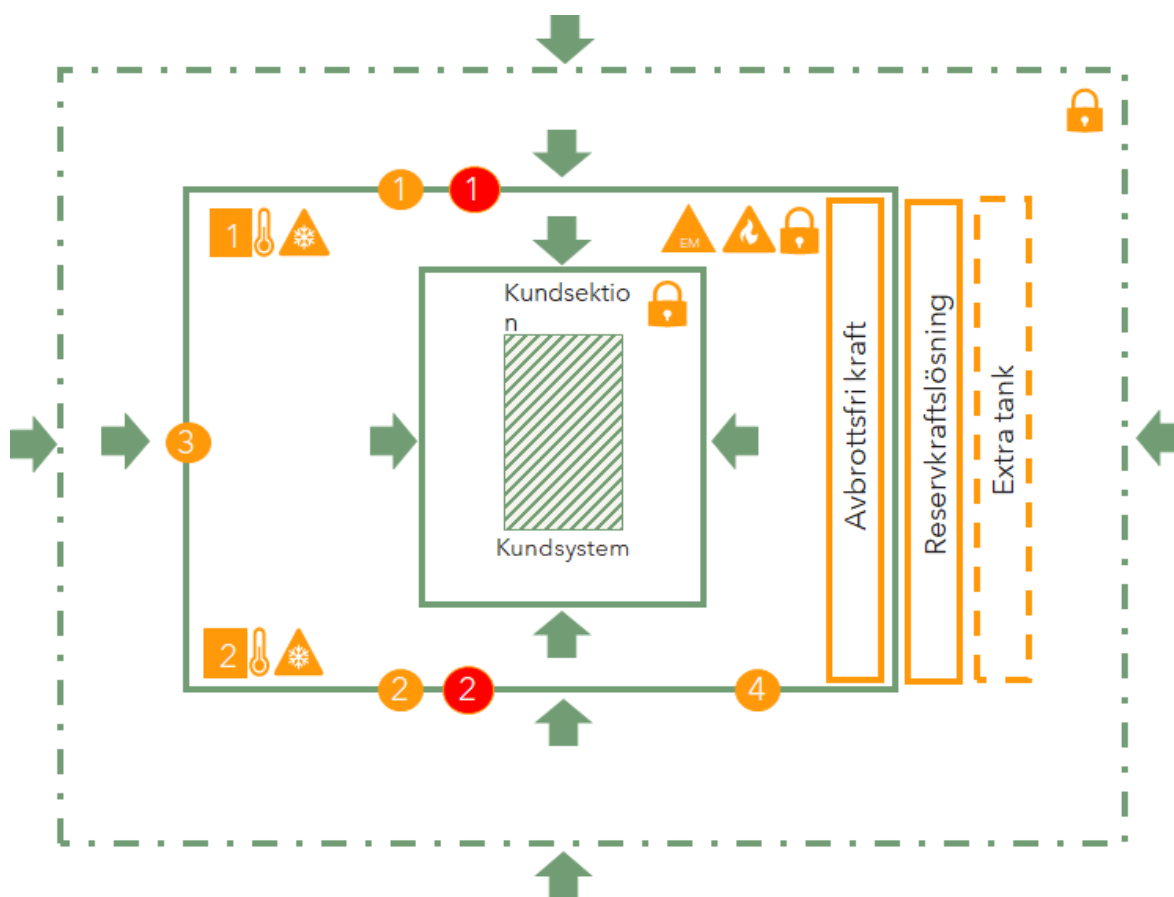 1
1
1
EM
Kundsektio
n
Avbrottsfri kraft
Reservkraftslösning
Extra tank
3
Kundsystem
2
2
2
4